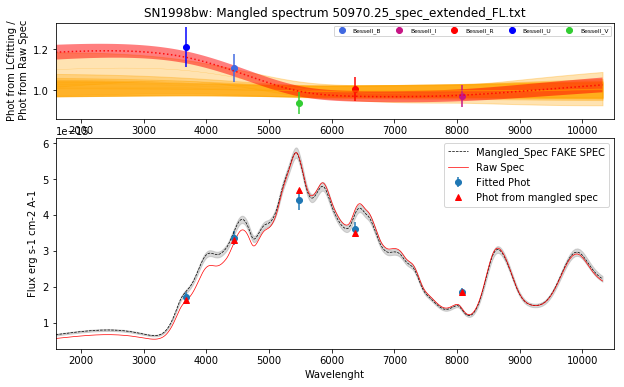 SN1998bw: Mangled spectrum 50970.25_spec_extended_FL.txt
Phot from LCfitting /
Phot from Raw Spec
1.2
1.0
Bessell_B
Bessell_I
Bessell_R
Bessell_U
Bessell_V
2000 3000 4000 5000 6000 7000 8000 9000 10000
Flux erg s-1 cm-2 A-1
6
5
4
3
2
1
Mangled_Spec FAKE SPEC
Raw Spec
Fitted Phot
Phot from mangled spec
2000 3000 4000 5000 6000 7000 8000 9000 10000
Wavelenght